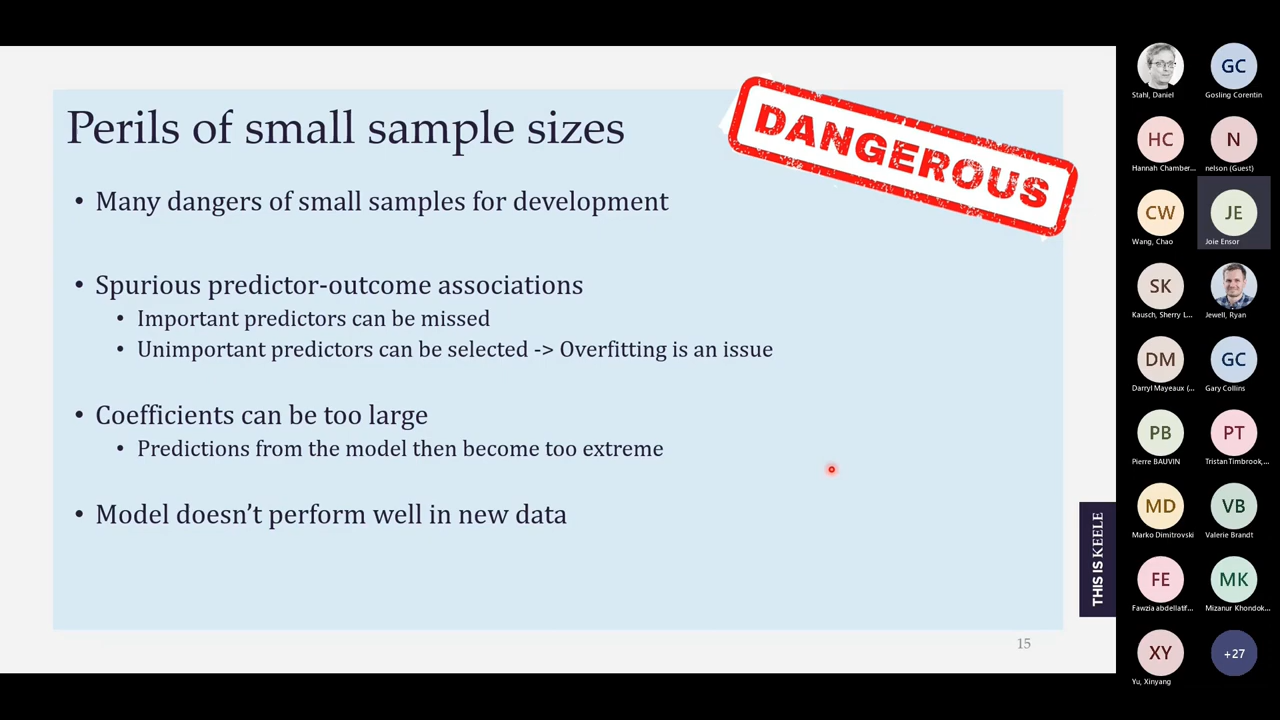 Perils of small sample sizes
DANGEROUS
• Many dangers of small samples for development
• Spurious predictor-outcome associations
• Important predictors can be missed
• Unimportant predictors can be selected -> Overfitting is an issue
• Coefficients can be too large
• Predictions from the model then become too extreme
• Model doesn't perform well in new data
THIS IS KEELE
15
Stahl, Daniel
GC
Gosling Corentin
HC
Hannah Chamber...
N
nelson (Guest)
CW
Wang, Chao
JE
Joie Ensor
SK
Kausch, Sherry L...
Jewell, Ryan
DM
Darryl Mayeaux (...
GC
Gary Collins
PB
Pierre BAUVIN
PT
Tristan Timbrook,...
MD
Marko Dimitrovski
VB
Valerie Brandt
FE
Fawzia abdellatif...
MK
Mizanur Khondok...
XY
Yu, Xinyang
+27